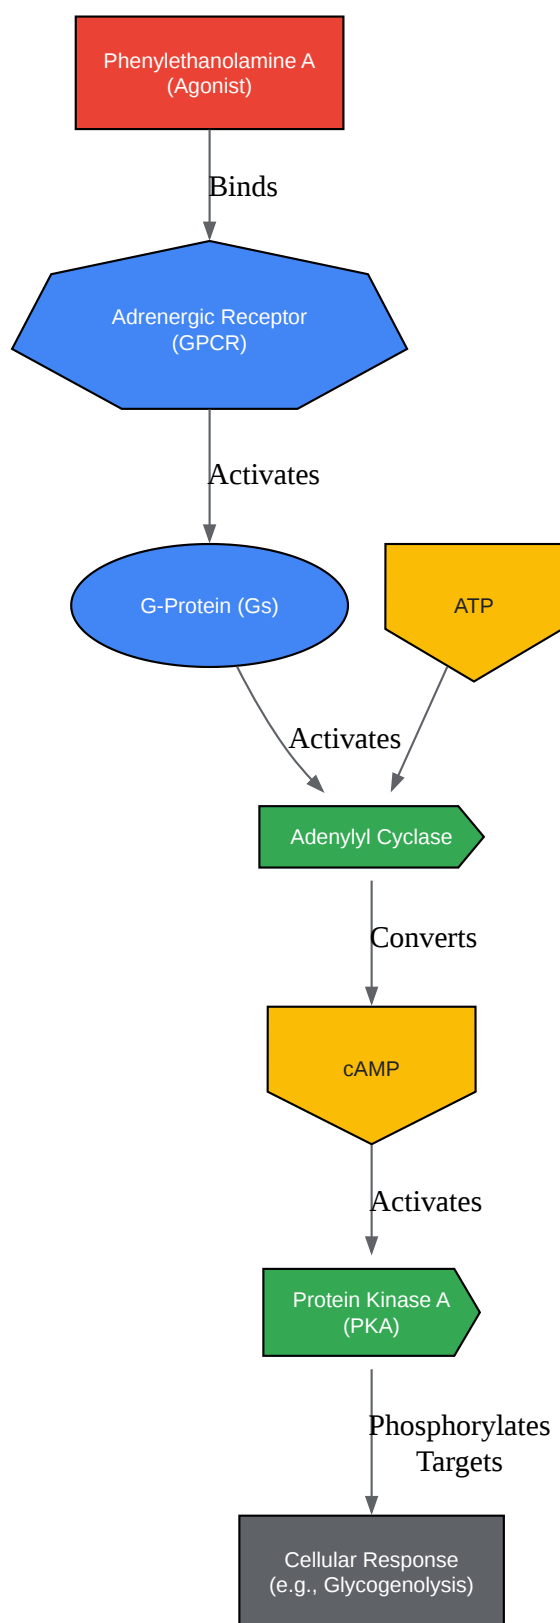 Phenylethanolamine A
(Agonist)
Binds
Adrenergic Receptor
(GPCR)
Activates
G-Protein (Gs)
ATP
Activates
Adenylyl Cyclase
Converts
cAMP
Activates
Protein Kinase A
(PKA)
Phosphorylates
Targets
Cellular Response
(e.g., Glycogenolysis)